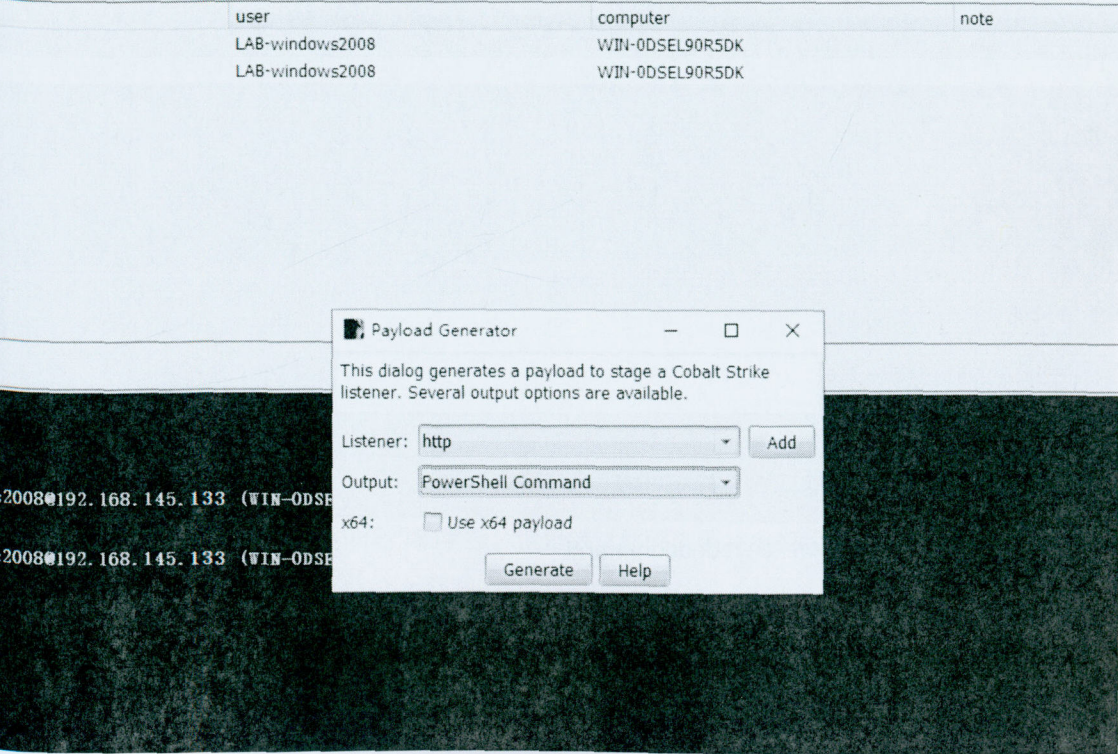 user computer note
LAB-windows2008 WIN-0DSEL90R5DK
LAB-windows2008 WIN-0DSEL90R5DK
Payload Generator
This dialog generates a payload to stage a Cobalt Strike
listener. Several output options are available.
Listener: http Add
Output: PowerShell Command
2008@192.168.145.133 (WIN-0DSE
x64: Use x64 payload
2008@192.168.145.133 (WIN-0DSE
Generate Help